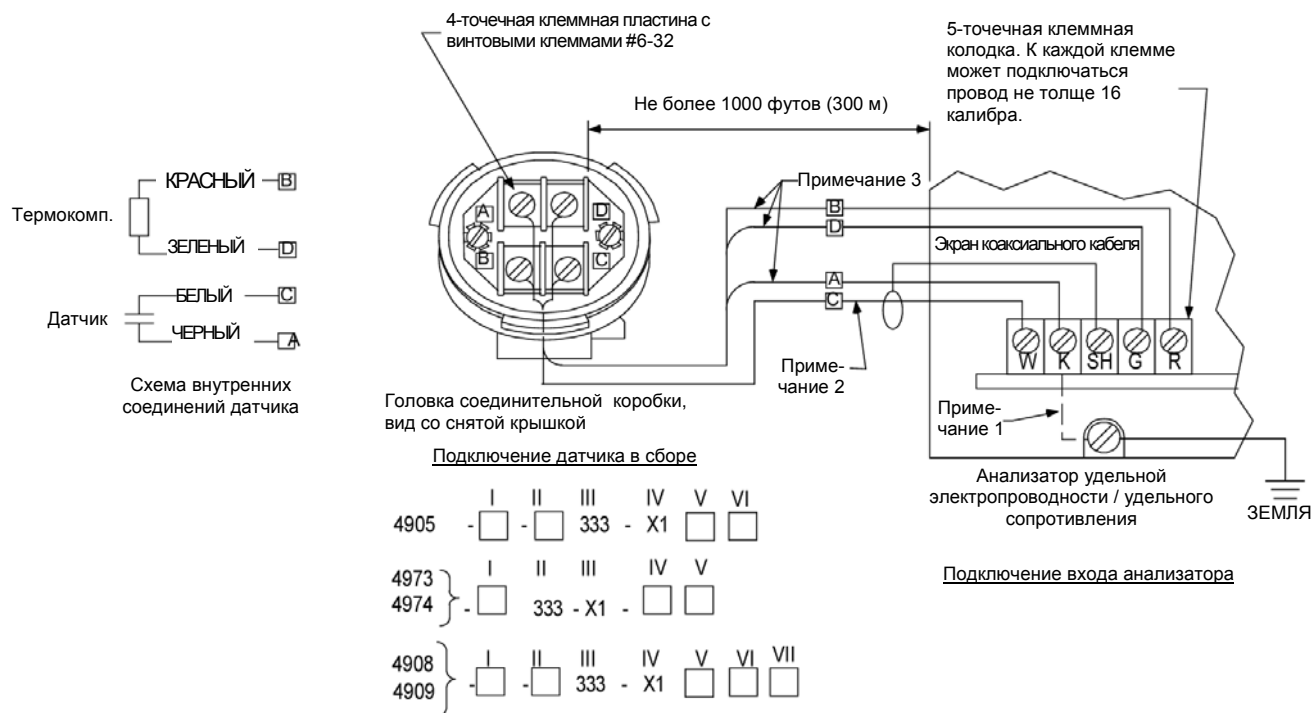 4-точечная клеммная пластина с
винтовыми клеммами #6-32
5-точечная клеммная
колодка. К каждой клемме
может подключаться
провод не толще 16
калибра.
Не более 1000 футов (300 м)
КРАСНЫЙ B
Термокомп.
ЗЕЛЕНЫЙ D
БЕЛЫЙ C
Датчик
ЧЕРНЫЙ A
Схема внутренних
соединений датчика
A D
B C
Головка соединительной коробки,
вид со снятой крышкой
Подключение датчика в сборе
Примечание 3
B
D
Экран коаксиального кабеля
A
C
Приме-
чание 2
W K SH G R
Приме-
чание 1
Анализатор удельной
электропроводности / удельного
сопротивления
ЗЕМЛЯ
Подключение входа анализатора
I II III IV V VI
4905 - - 333 - X1
I II III IV V
4973
4974 - 333 - X1 -
I II III IV V VI VII
4908
4909 - - 333 - X1